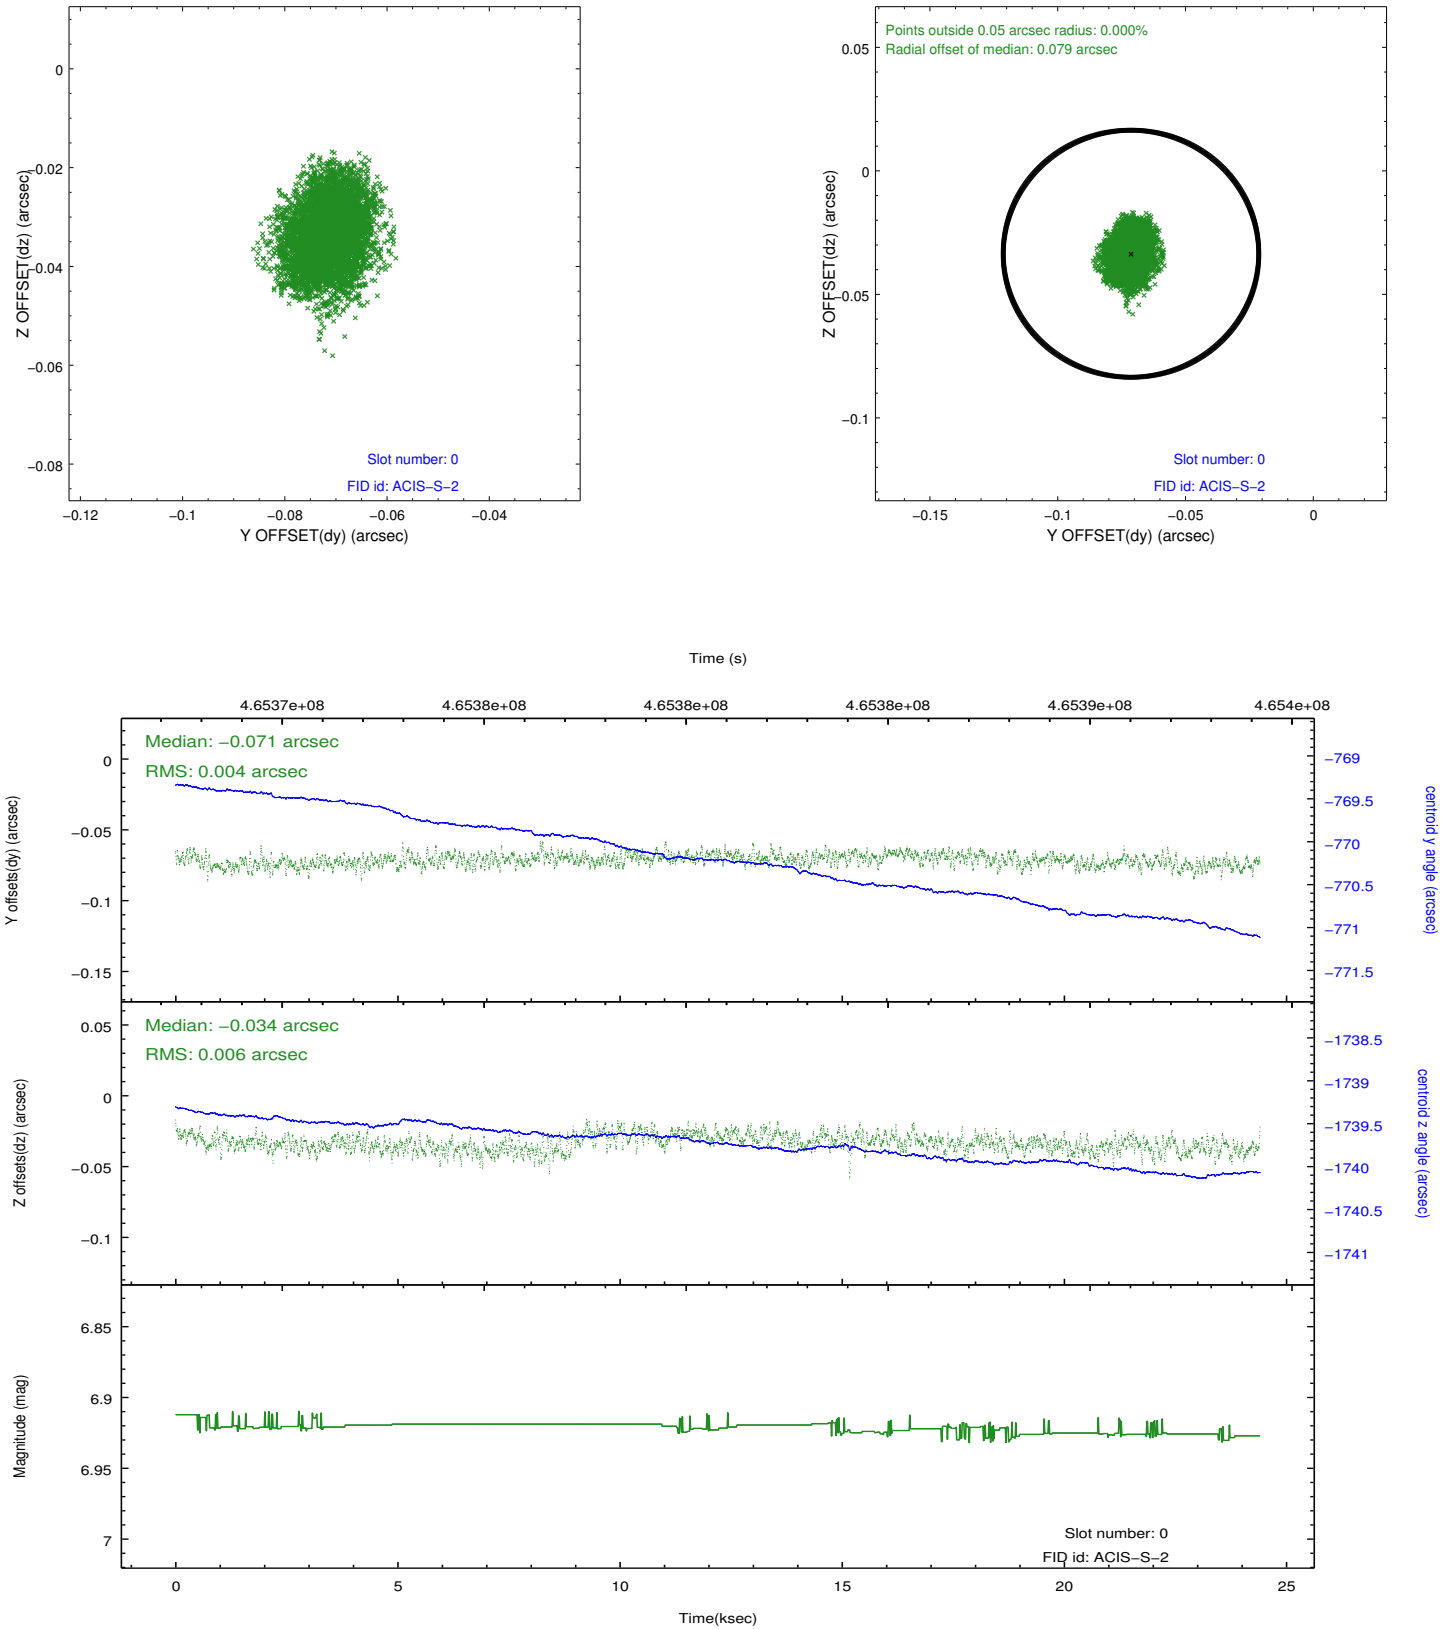 0
−0.02
−0.04
−0.06
−0.08
Z OFFSET(dz) (arcsec)
Slot number: 0
FID id: ACIS−S−2
−0.12
−0.1
−0.08
−0.06
−0.04
Y OFFSET(dy) (arcsec)
Points outside 0.05 arcsec radius: 0.000%
Radial offset of median: 0.079 arcsec
0.05
0
−0.05
−0.1
Z OFFSET(dz) (arcsec)
Slot number: 0
FID id: ACIS−S−2
−0.15
−0.1
−0.05
0
Y OFFSET(dy) (arcsec)
Time (s)
4.6537e+08
4.6538e+08
4.6538e+08
4.6538e+08
4.6539e+08
4.654e+08
Median: −0.071 arcsec
RMS: 0.004 arcsec
0
−0.05
−0.1
−0.15
Y offsets(dy) (arcsec)
−769
−769.5
−770
−770.5
−771
−771.5
centroid y angle (arcsec)
Median: −0.034 arcsec
RMS: 0.006 arcsec
0.05
0
−0.05
−0.1
Z offsets(dz) (arcsec)
−1738.5
−1739
−1739.5
−1740
−1740.5
−1741
centroid z angle (arcsec)
6.85
6.9
6.95
7
Magnitude (mag)
Slot number: 0
FID id: ACIS−S−2
0
5
10
15
20
25
Time(ksec)